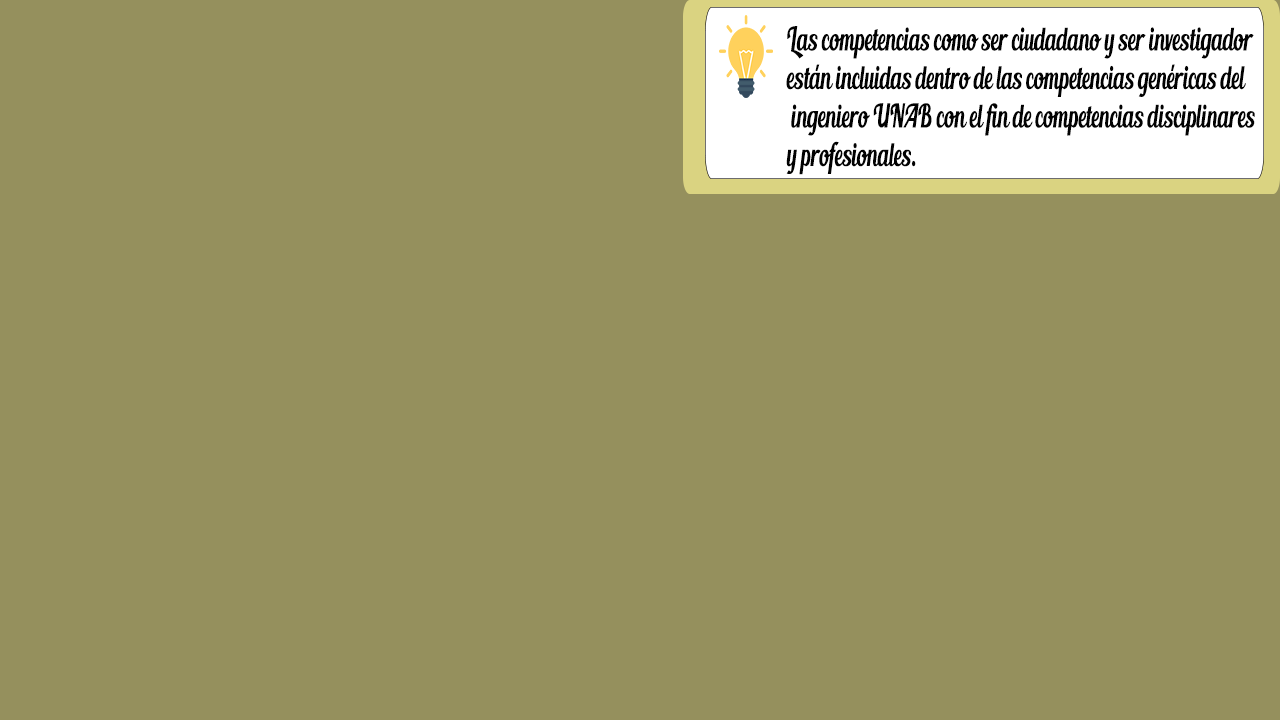 Las competencias como ser ciudadano y ser investigador
están incluidas dentro de las competencias genéricas del
ingeniero UNAB con el fin de competencias disciplinares
y profesionales.